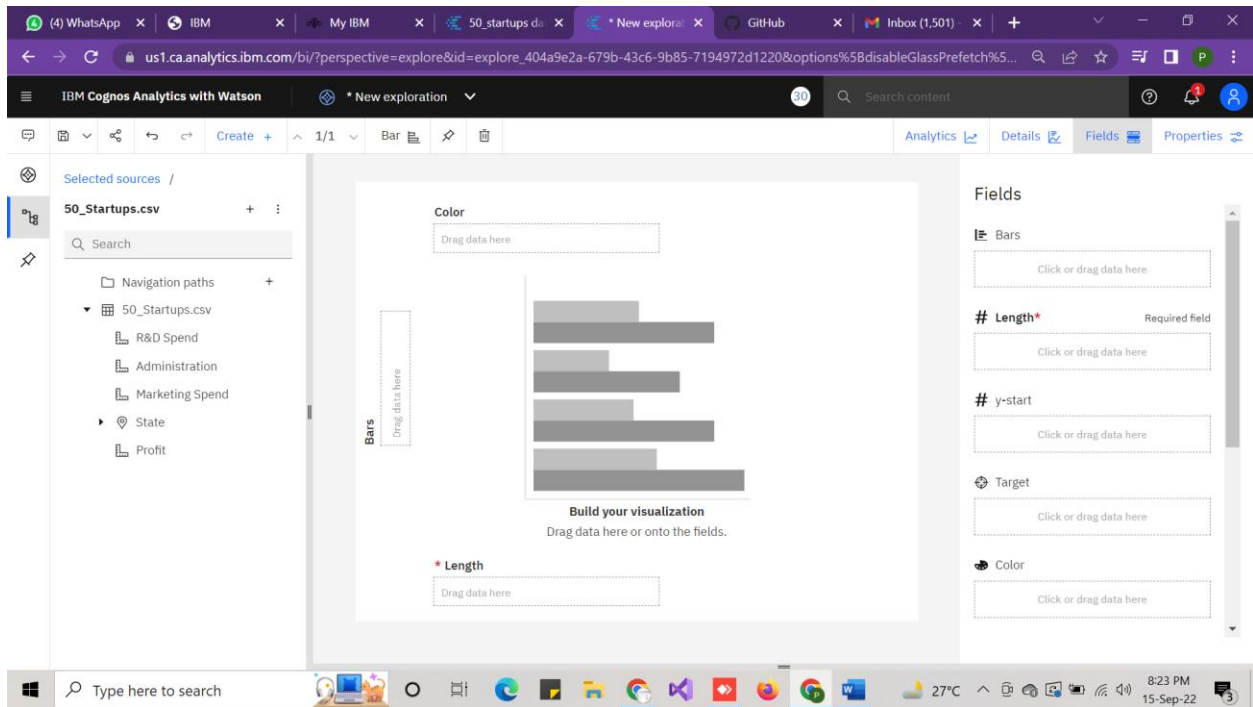 (4) WhatsApp
IBM
My IBM
50_startups da
* New explorat
GitHub
Inbox (1,501) -
us1.ca.analytics.ibm.com/bi/?perspective=explore&id=explore_404a9e2a-679b-43c6-9b85-7194972d1220&options%5BdisableGlassPrefetch%5...
P
IBM Cognos Analytics with Watson
* New exploration
30
Search content
1
Create +
1/1
Bar
Analytics
Details
Fields
Properties
Selected sources /
50_Startups.csv
Search
Navigation paths
50_Startups.csv
R&D Spend
Administration
Marketing Spend
State
Profit
Color
Drag data here
Bars
Drag data here
Build your visualization
Drag data here or onto the fields.
* Length
Drag data here
Fields
Bars
Click or drag data here
# Length* Required field
Click or drag data here
# y-start
Click or drag data here
Target
Click or drag data here
Color
Click or drag data here
Type here to search
27°C
8:23 PM
15-Sep-22
3